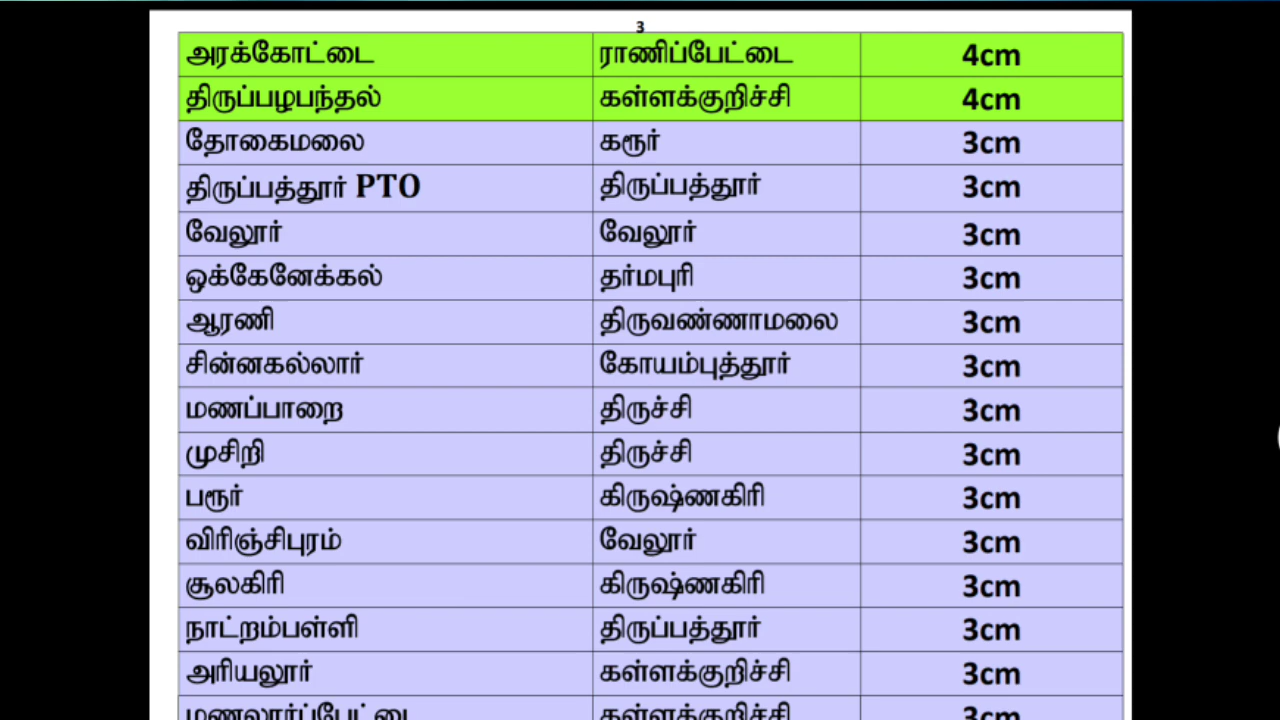 3
அரக்கோட்டை ராணிப்பேட்டை 4cm
திருப்பழபந்தல் கள்ளக்குறிச்சி 4cm
தோகைமலை கரூர் 3cm
திருப்பத்தூர் PTO திருப்பத்தூர் 3cm
வேலூர் வேலூர் 3cm
ஒக்கேனேக்கல் தர்மபுரி 3cm
ஆரணி திருவண்ணாமலை 3cm
சின்னகல்லார் கோயம்புத்தூர் 3cm
மணப்பாறை திருச்சி 3cm
முசிறி திருச்சி 3cm
பரூர் கிருஷ்ணகிரி 3cm
விரிஞ்சிபுரம் வேலூர் 3cm
சூலகிரி கிருஷ்ணகிரி 3cm
நாட்றம்பள்ளி திருப்பத்தூர் 3cm
அரியலூர் கள்ளக்குறிச்சி 3cm
மணலூர்ப்பேட்டை கள்ளக்குறிச்சி 3cm